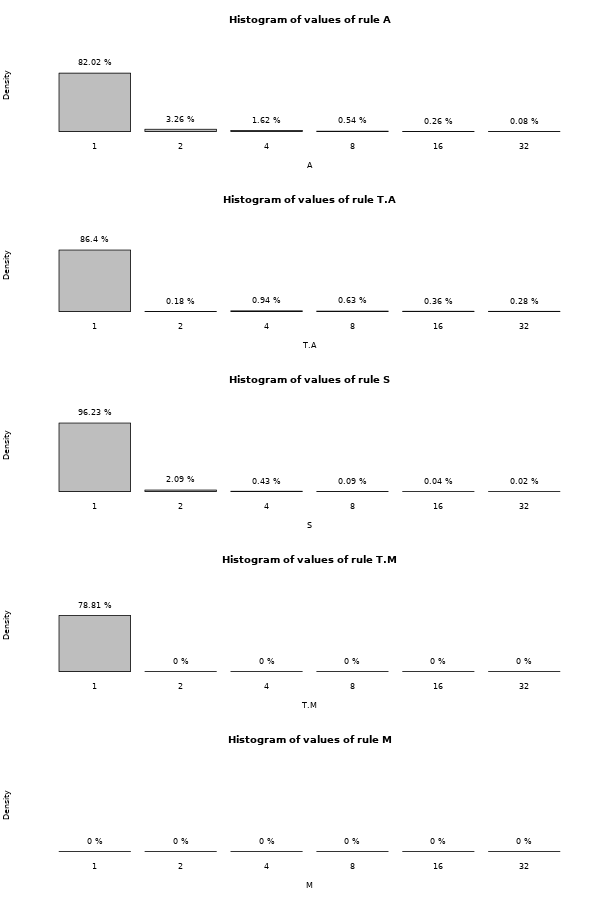 Histogram of values of rule A
Density
82.02 %
3.26 %
1.62 %
0.54 %
0.26 %
0.08 %
1 2 4 8 16 32
A
Histogram of values of rule T.A
Density
86.4 %
0.18 %
0.94 %
0.63 %
0.36 %
0.28 %
1 2 4 8 16 32
T.A
Histogram of values of rule S
Density
96.23 %
2.09 %
0.43 %
0.09 %
0.04 %
0.02 %
1 2 4 8 16 32
S
Histogram of values of rule T.M
Density
78.81 %
0 %
0 %
0 %
0 %
0 %
1 2 4 8 16 32
T.M
Histogram of values of rule M
Density
0 %
0 %
0 %
0 %
0 %
0 %
1 2 4 8 16 32
M